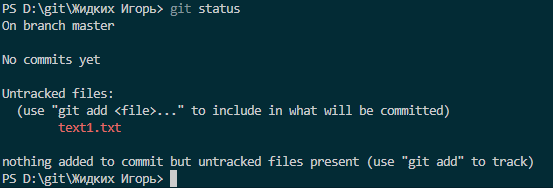 PS D:\git\Жидких Игорь> git status
On branch master

No commits yet

Untracked files:
  (use "git add <file>..." to include in what will be committed)
        text1.txt

nothing added to commit but untracked files present (use "git add" to track)
PS D:\git\Жидких Игорь>